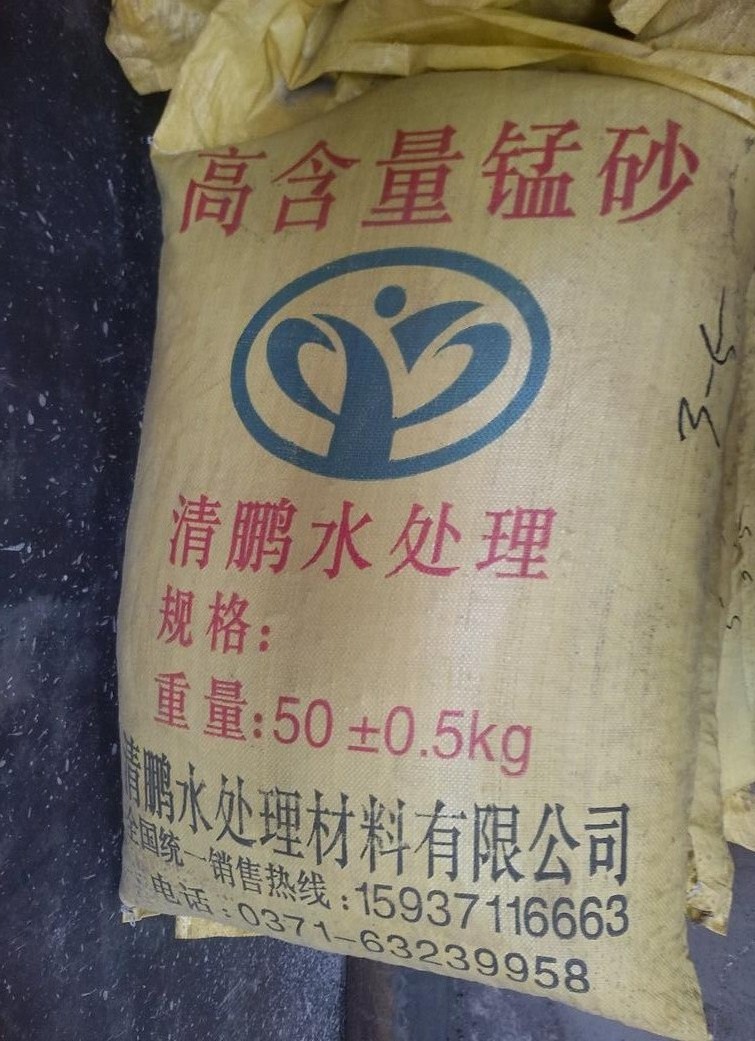 高含量锰砂
清鹏水处理
规格:
重量:50±0.5kg
清鹏水处理材料有限公司
全国统一销售热线:15937116663
电话:0371-63239958
3-5